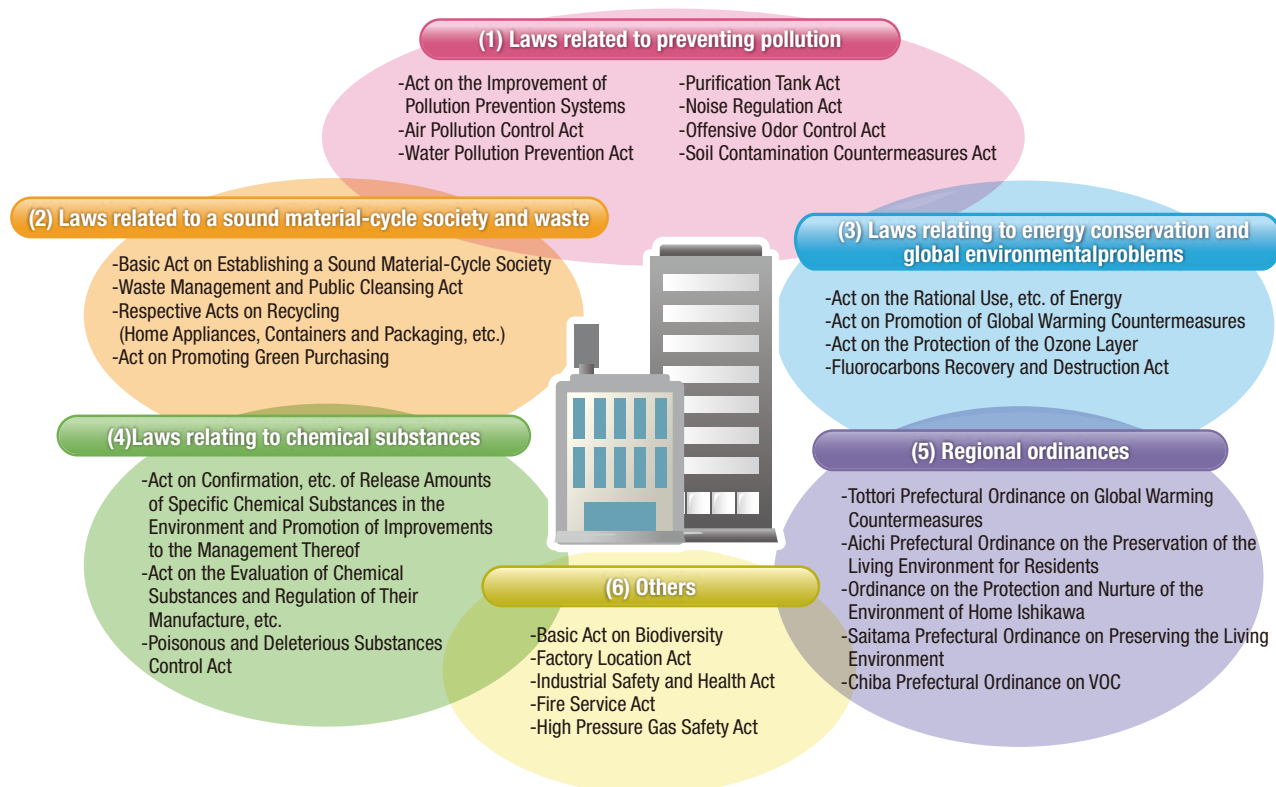 (1) Laws related to preventing pollution
-Act on the Improvement of
Pollution Prevention Systems
-Air Pollution Control Act
-Water Pollution Prevention Act
-Purification Tank Act
-Noise Regulation Act
-Offensive Odor Control Act
-Soil Contamination Countermeasures Act
(2) Laws related to a sound material-cycle society and waste
-Basic Act on Establishing a Sound Material-Cycle Society
-Waste Management and Public Cleansing Act
-Respective Acts on Recycling
(Home Appliances, Containers and Packaging, etc.)
-Act on Promoting Green Purchasing
(3) Laws relating to energy conservation and
global environmentalproblems
-Act on the Rational Use, etc. of Energy
-Act on Promotion of Global Warming Countermeasures
-Act on the Protection of the Ozone Layer
-Fluorocarbons Recovery and Destruction Act
(4)Laws relating to chemical substances
-Act on Confirmation, etc. of Release Amounts
of Specific Chemical Substances in the
Environment and Promotion of Improvements
to the Management Thereof
-Act on the Evaluation of Chemical
Substances and Regulation of Their
Manufacture, etc.
-Poisonous and Deleterious Substances
Control Act
(5) Regional ordinances
-Tottori Prefectural Ordinance on Global Warming
Countermeasures
-Aichi Prefectural Ordinance on the Preservation of the
Living Environment for Residents
-Ordinance on the Protection and Nurture of the
Environment of Home Ishikawa
-Saitama Prefectural Ordinance on Preserving the Living
Environment
-Chiba Prefectural Ordinance on VOC
(6) Others
-Basic Act on Biodiversity
-Factory Location Act
-Industrial Safety and Health Act
-Fire Service Act
-High Pressure Gas Safety Act